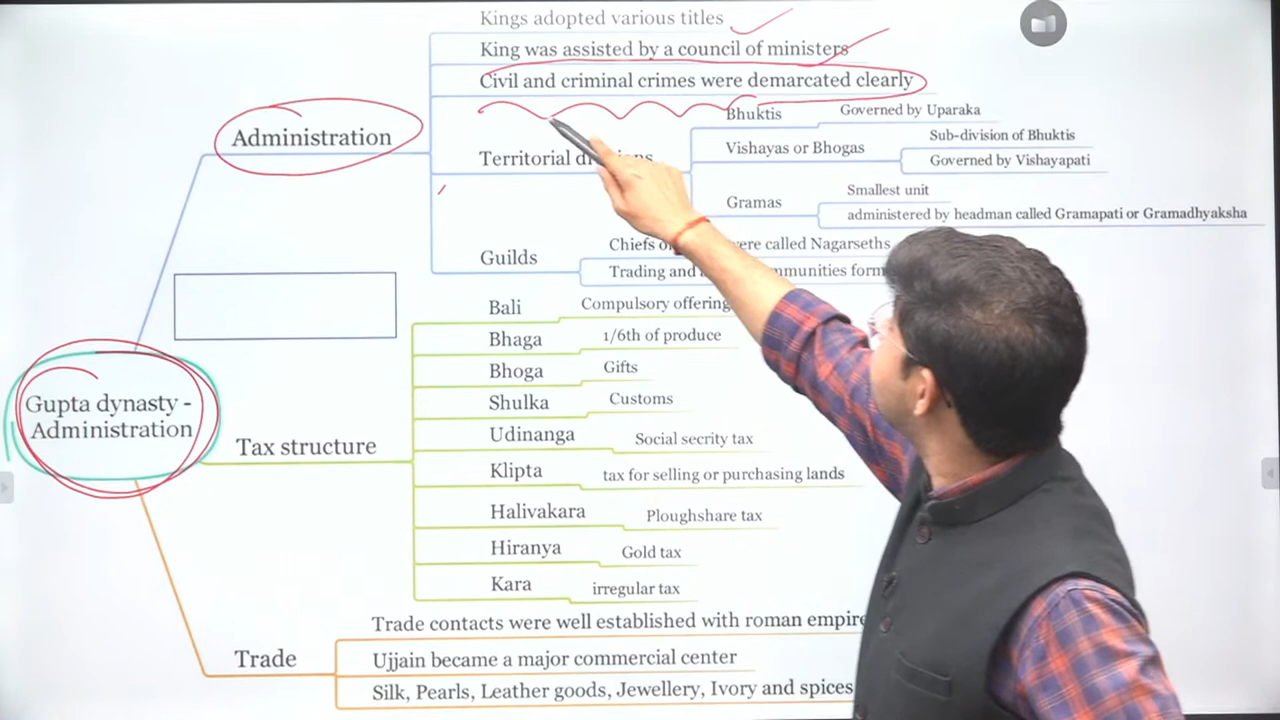 Kings adopted various titles
King was assisted by a council of ministers
Civil and criminal crimes were demarcated clearly
Administration
Bhuktis
Governed by Uparaka
Territorial
Vishayas or Bhogas
Sub-division of Bhuktis
Governed by Vishayapati
Gramas
Smallest unit
administered by headman called Gramapati or Gramadhyaksha
Guilds
Chiefs called Nagarseths
Trading and
Bali
Compulsory offering
Bhaga
1/6th of produce
Bhoga
Gifts
Shulka
Customs
Gupta dynasty -
Administration
Tax structure
Udinanga
Social secrity tax
Klipta
tax for selling or purchasing lands
Halivakara
Ploughshare tax
Hiranya
Gold tax
Kara
irregular tax
Trade
Trade contacts were well established with roman empire
Ujjain became a major commercial center
Silk, Pearls, Leather goods, Jewellery, Ivory and spices